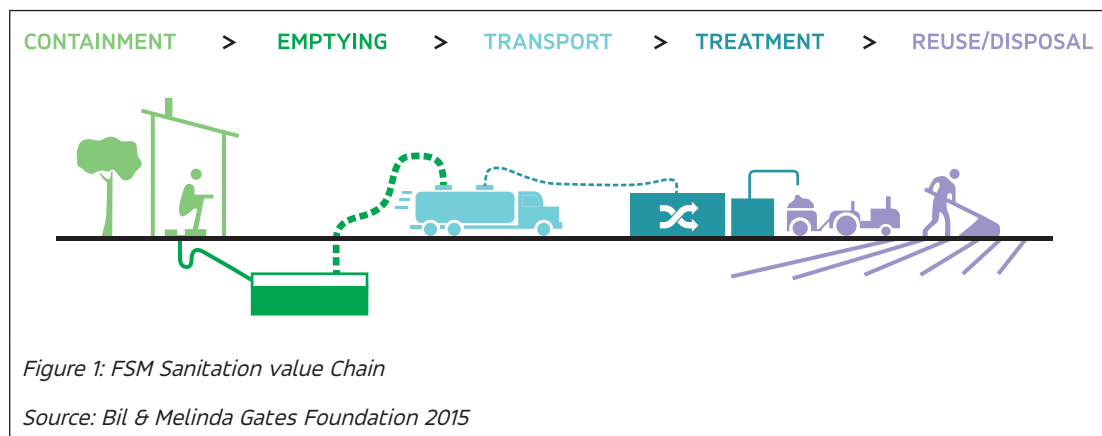 CONTAINMENT > EMPTYING > TRANSPORT > TREATMENT > REUSE/DISPOSAL
Figure 1: FSM Sanitation value Chain
Source: Bil & Melinda Gates Foundation 2015